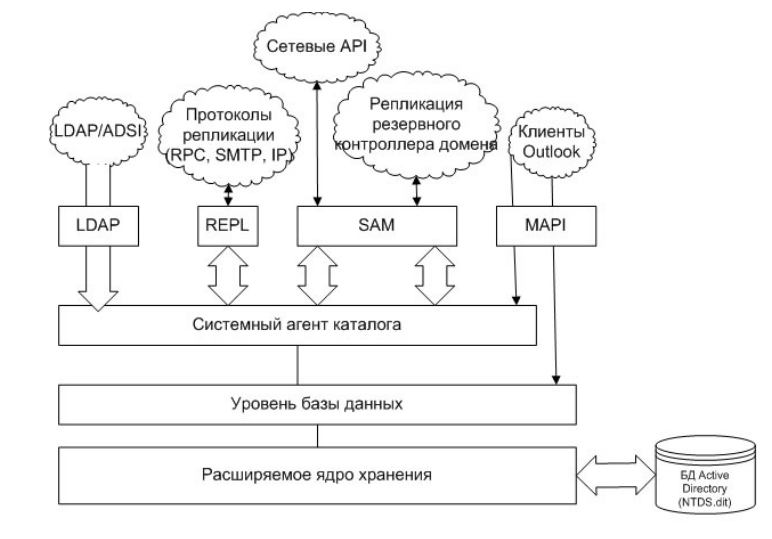 Сетевые API
LDAP/ADSI
Протоколы
репликации
(RPC, SMTP, IP)
Репликация
резервного
контроллера домена
Клиенты
Outlook
LDAP
REPL
SAM
MAPI
Системный агент каталога
Уровень базы данных
Расширяемое ядро хранения
БД Active
Directory
(NTDS.dit)